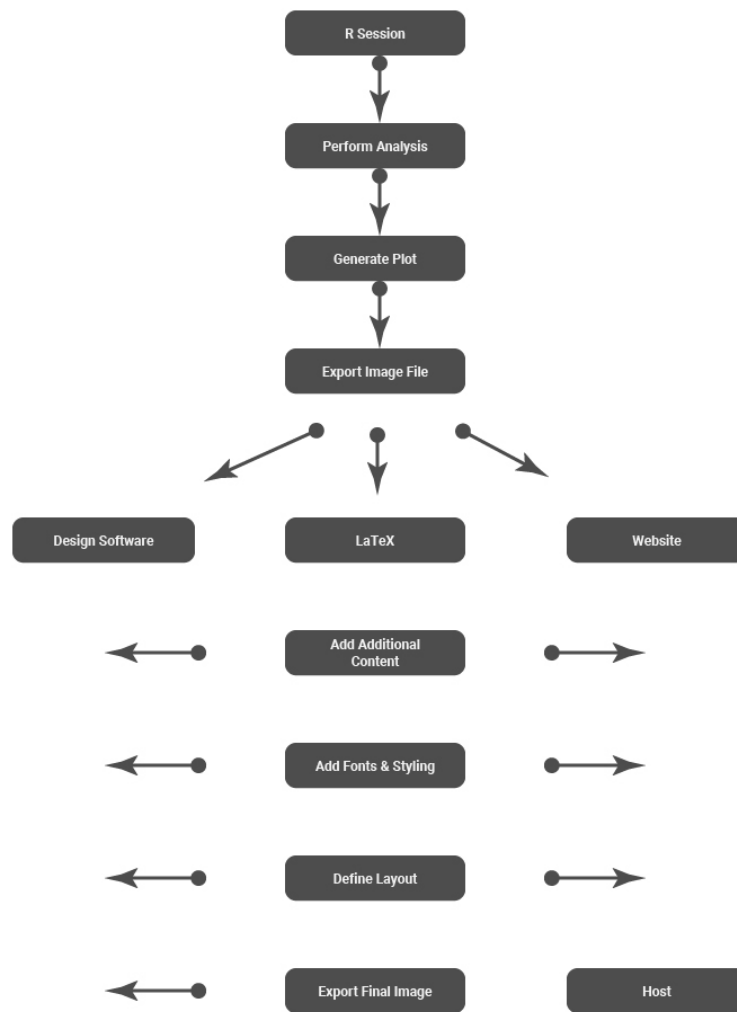 R Session
Perform Analysis
Generate Plot
Export Image File
Design Software
LaTeX
Website
Add Additional
Content
Add Fonts & Styling
Define Layout
Export Final Image
Host